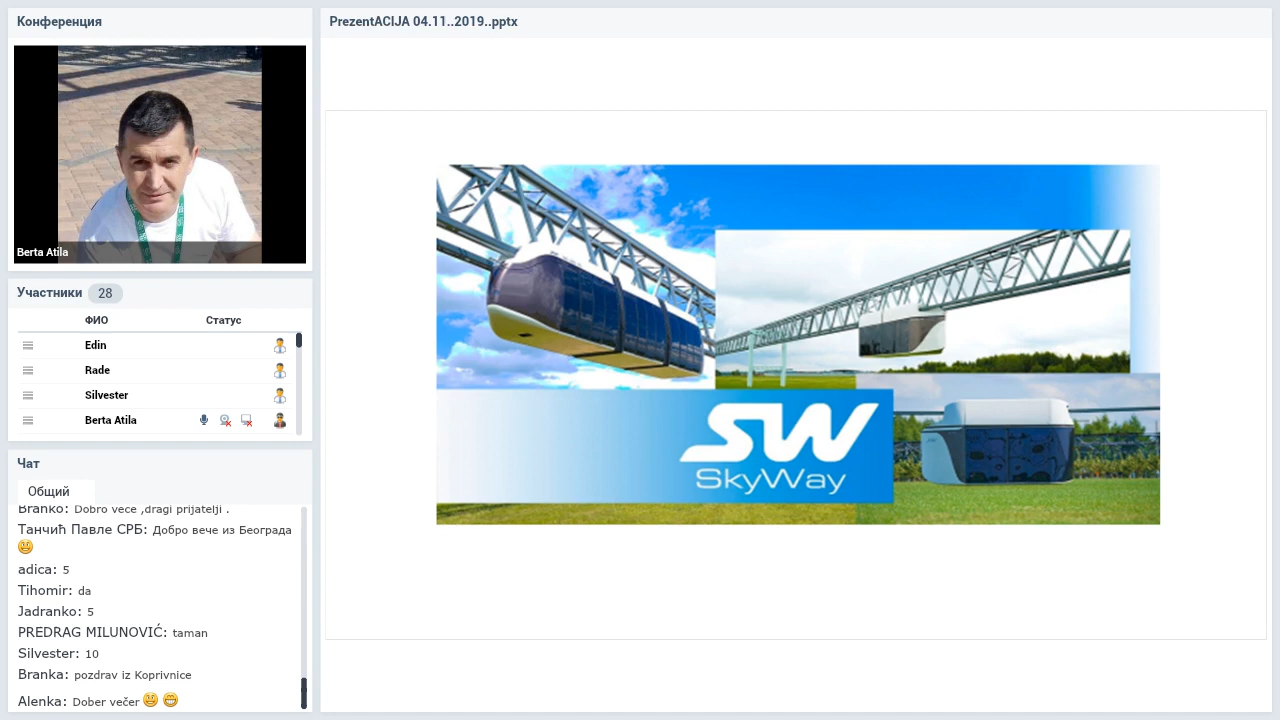 Конференция
Berta Atila
Участники 28
ФИО Статус
Edin
Rade
Silvester
Berta Atila
Чат
Общий
Branko: Dobro veče ,dragi prijatelji .
Танчић Павле СРБ: Добро вече из Београда
adica: 5
Tihomir: da
Jadranko: 5
PREDRAG MILUNOVIĆ: taman
Silvester: 10
Branka: pozdrav iz Koprivnice
Alenka: Dober večer
PrezentACIJA 04.11..2019..pptx
SW
SkyWay